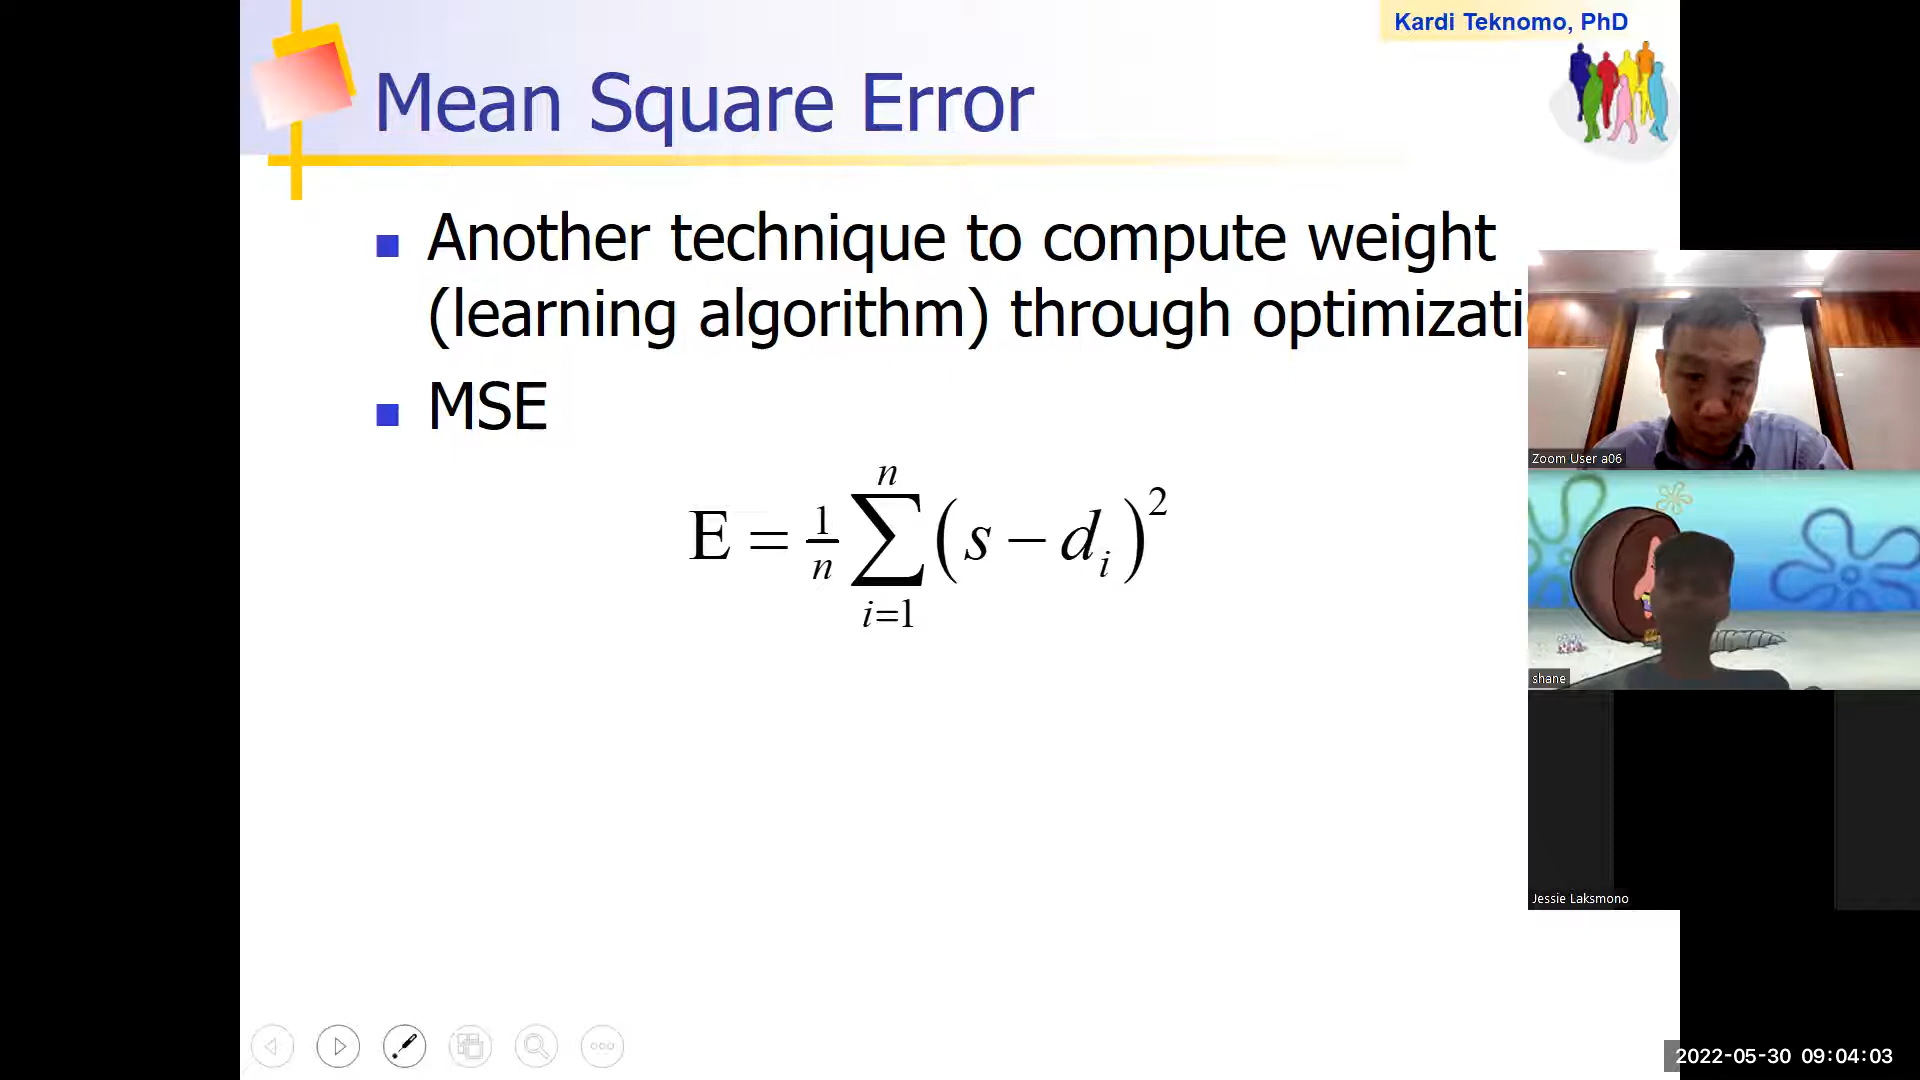 Kardi Teknomo, PhD
Mean Square Error
Another technique to compute weight
(learning algorithm) through optimizati
MSE
E = 1/n ∑ n i=1 (s − d_i)^2
Zoom User a06
shane
Jessie Laksmono
2022-05-30 09:04:03